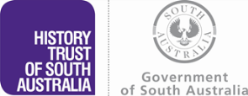 HISTORY
TRUST
OF SOUTH
AUSTRALIA
SOUTH
AUSTRALIA
Government
of South Australia